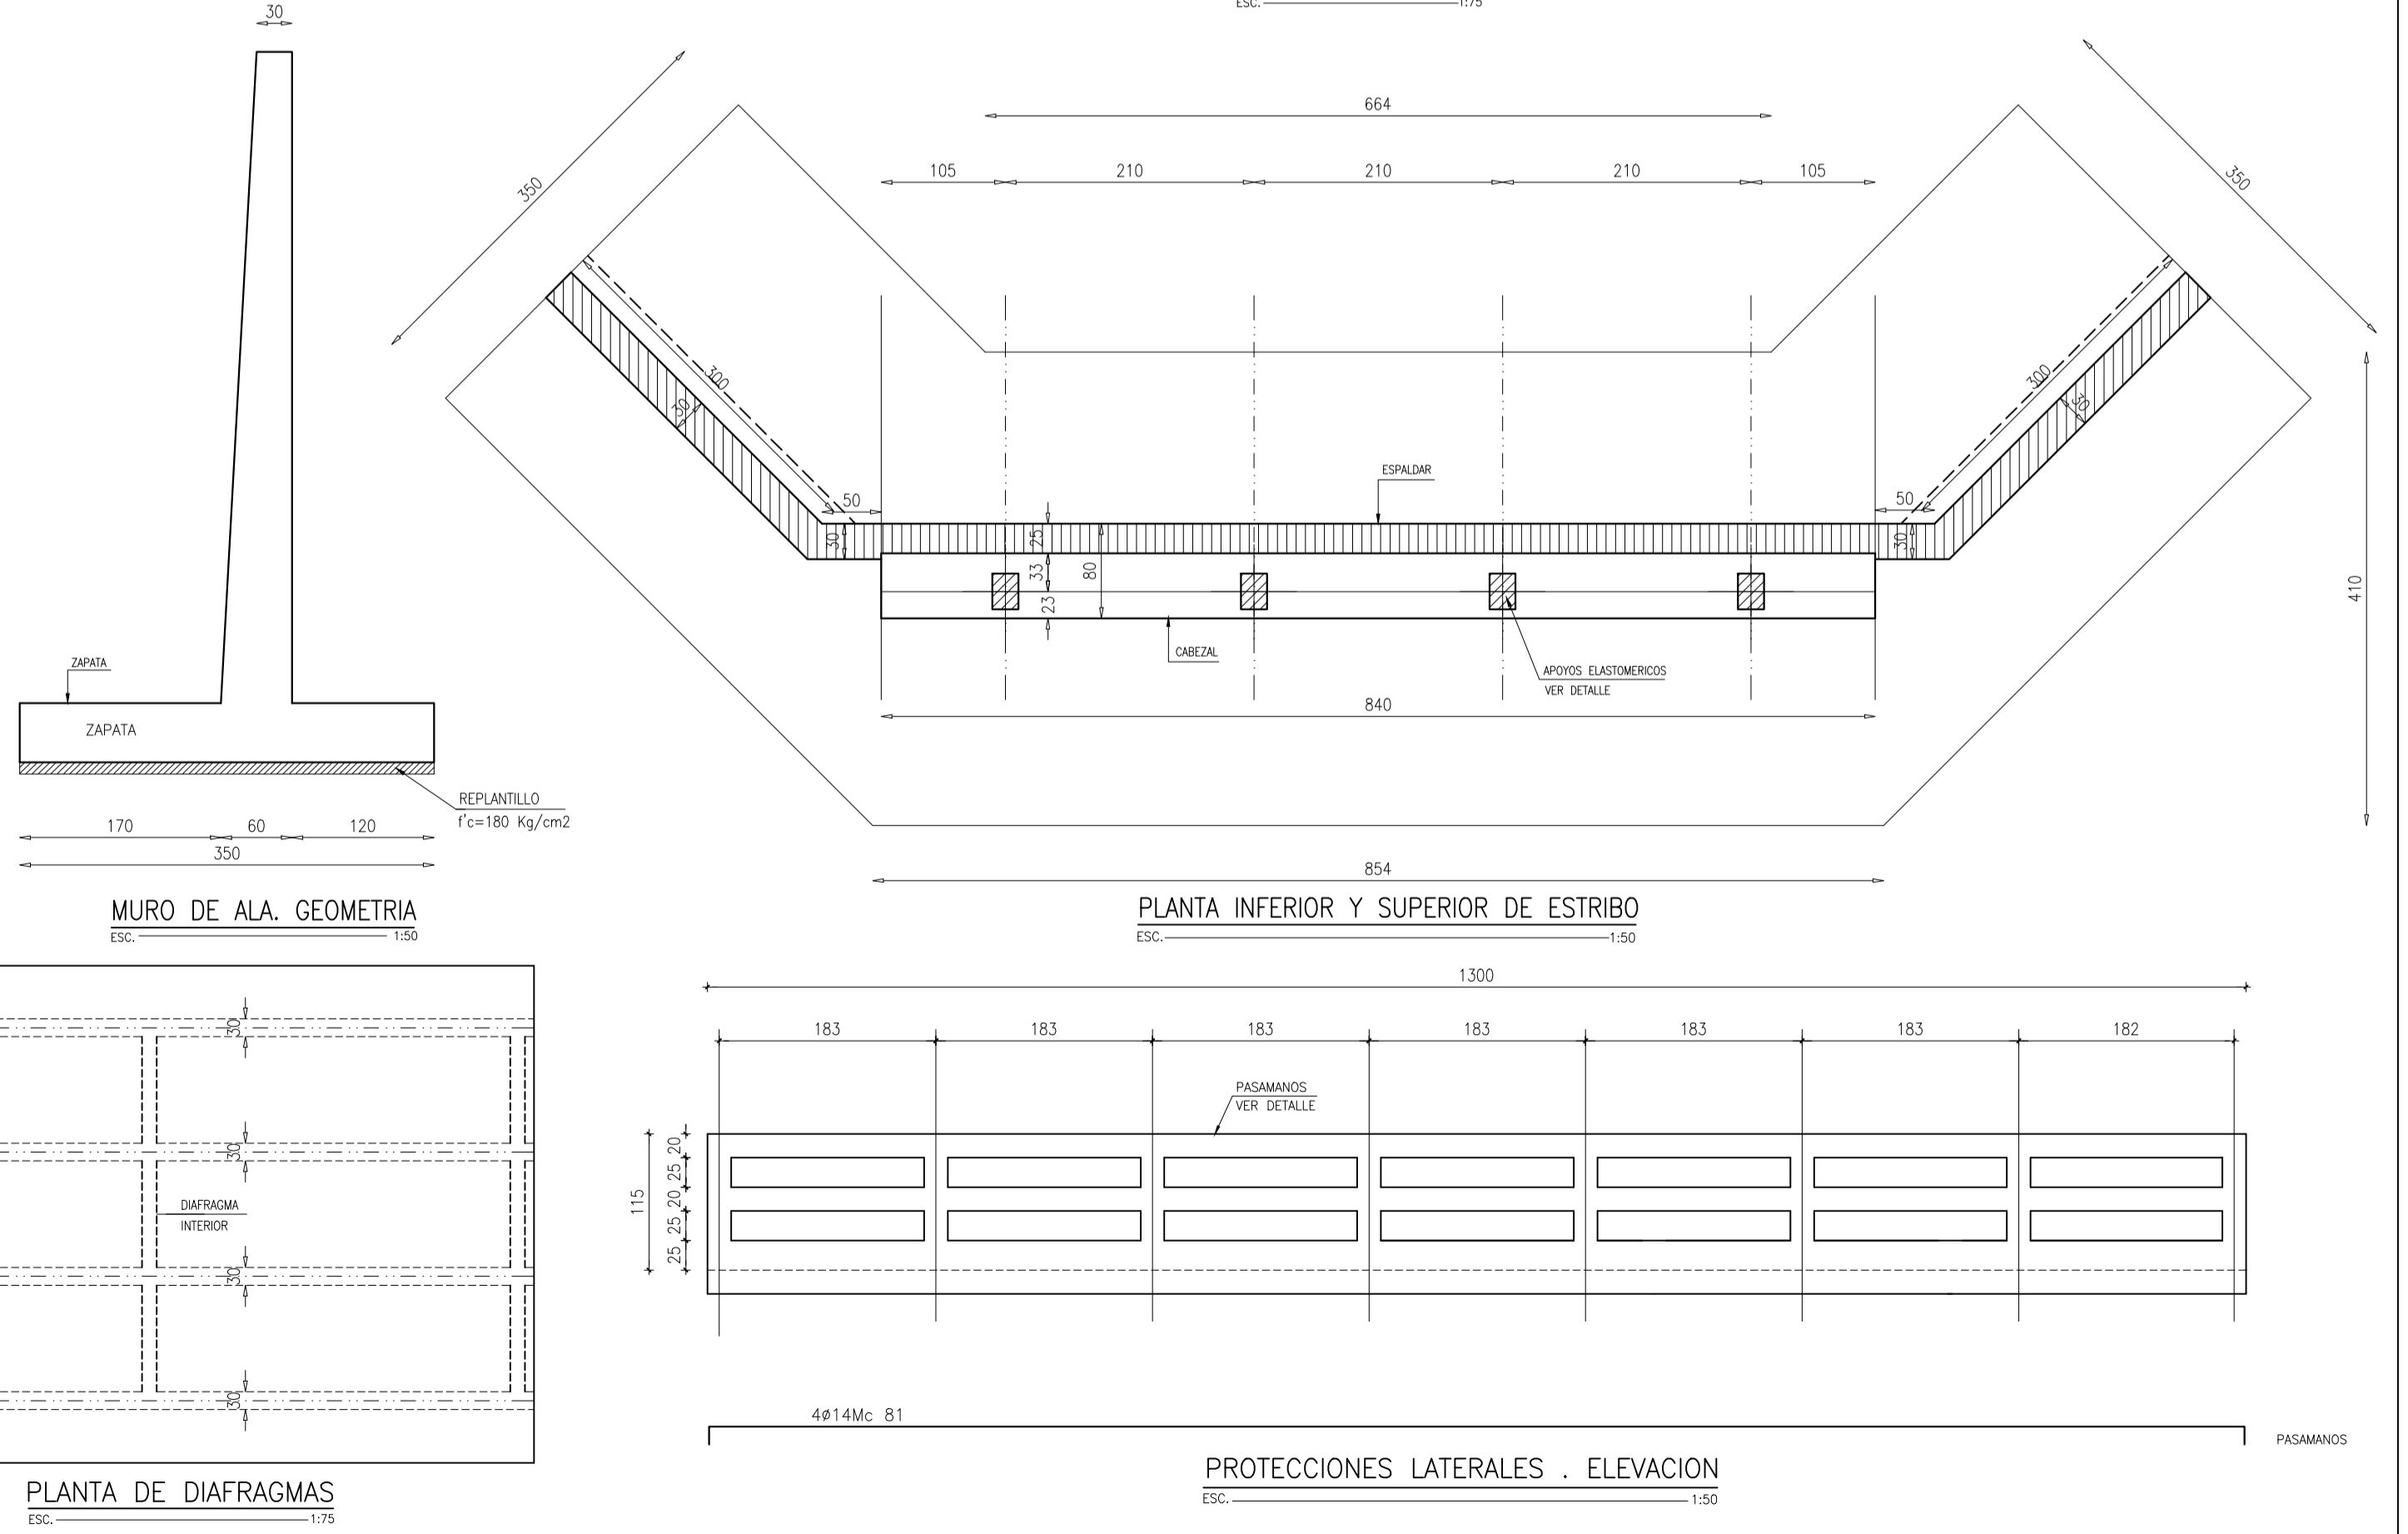 ESC. 1:75
30
ZAPATA
ZAPATA
REPLANTILLO
f'c=180 Kg/cm2
170 60 120
350
MURO DE ALA. GEOMETRIA
ESC. 1:50
664
105 210 210 210 105
350
350
300
30
300
30
50
50
ESPALDAR
30
25
33
23
80
30
410
CABEZAL
APOYOS ELASTOMERICOS
VER DETALLE
840
854
PLANTA INFERIOR Y SUPERIOR DE ESTRIBO
ESC. 1:50
30
30
DIAFRAGMA
INTERIOR
30
30
PLANTA DE DIAFRAGMAS
ESC. 1:75
1300
183 183 183 183 183 183 182
PASAMANOS
VER DETALLE
115
20
25
20
25
25
4ø14Mc 81
PASAMANOS
PROTECCIONES LATERALES . ELEVACION
ESC. 1:50